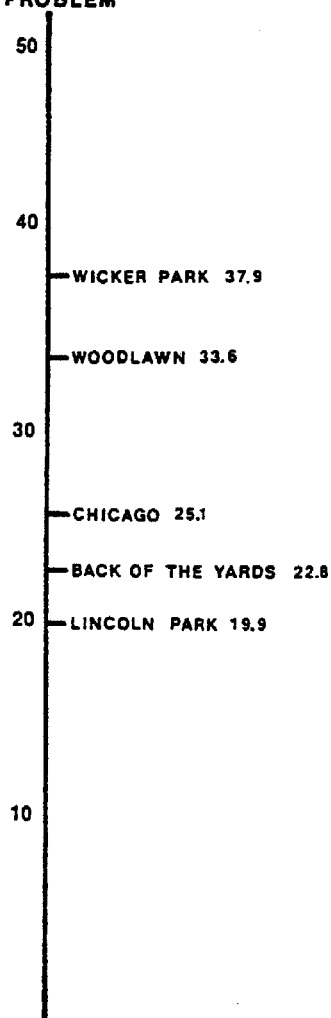 PROBLEM
50
40
WICKER PARK 37.9
WOODLAWN 33.6
30
CHICAGO 25.1
BACK OF THE YARDS 22.8
20
LINCOLN PARK 19.9
10